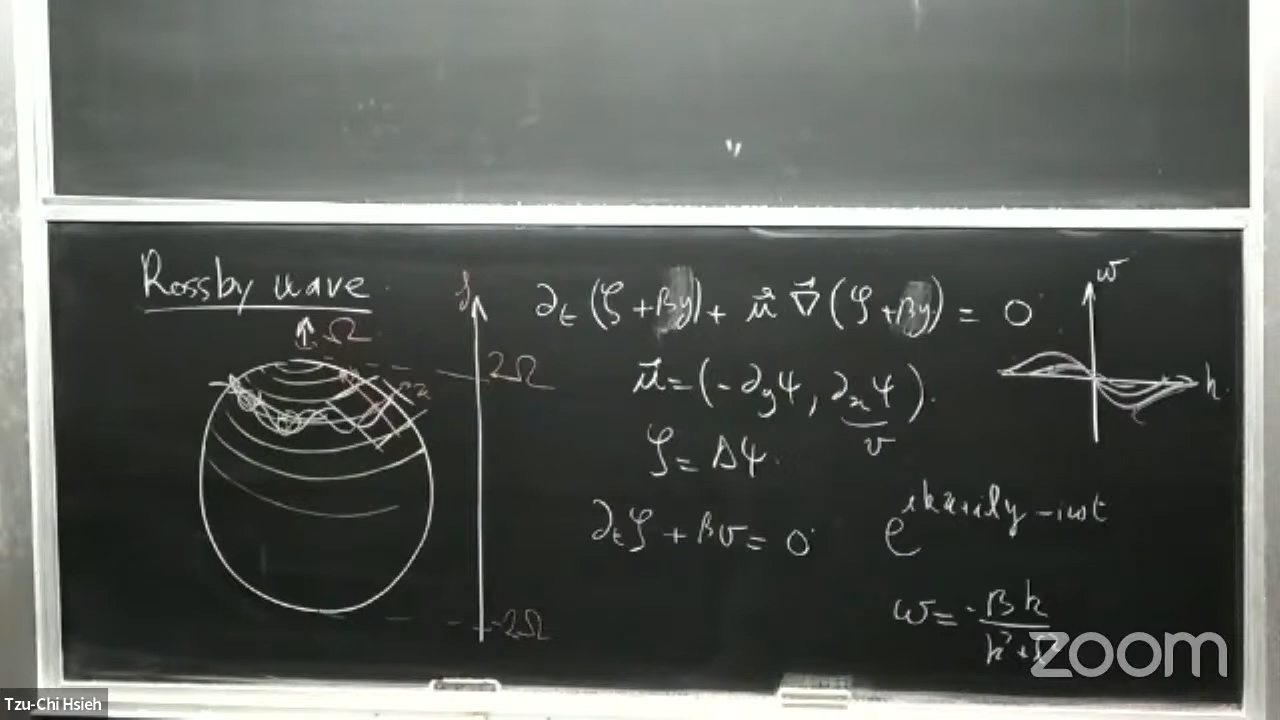 Rossby wave
Ω
f
2Ω
-2Ω
∂t (ζ + βy) + u⃗ ∇⃗ (ζ + βy) = 0
u⃗ = (-∂yψ, ∂xψ).
v
ζ = Δψ.
∂tζ + βv = 0
ω
k
e^{ikx+ily-iωt}
ω = -βk / k²+l²
zoom
Tzu-Chi Hsieh